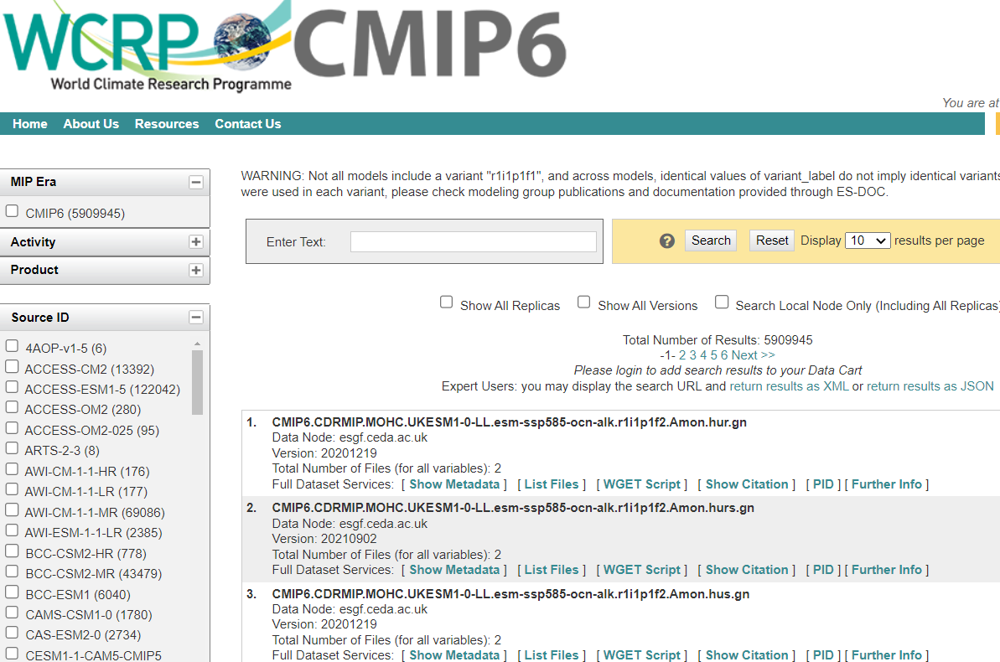 WCRP CMIP6
World Climate Research Programme
You are at
Home About Us Resources Contact Us
MIP Era
CMIP6 (5909945)
Activity
Product
Source ID
4AOP-v1-5 (6)
ACCESS-CM2 (13392)
ACCESS-ESM1-5 (122042)
ACCESS-OM2 (280)
ACCESS-OM2-025 (95)
ARTS-2-3 (8)
AWI-CM-1-1-HR (176)
AWI-CM-1-1-LR (177)
AWI-CM-1-1-MR (69086)
AWI-ESM-1-1-LR (2385)
BCC-CSM2-HR (778)
BCC-CSM2-MR (43479)
BCC-ESM1 (6040)
CAMS-CSM1-0 (1780)
CAS-ESM2-0 (2734)
CESM1-1-CAM5-CMIP5
WARNING: Not all models include a variant "r1i1p1f1", and across models, identical values of variant_label do not imply identical variants
were used in each variant, please check modeling group publications and documentation provided through ES-DOC.
Enter Text:
? Search Reset Display 10 results per page
Show All Replicas Show All Versions Search Local Node Only (Including All Replicas)
Total Number of Results: 5909945
-1- 2 3 4 5 6 Next >>
Please login to add search results to your Data Cart
Expert Users: you may display the search URL and return results as XML or return results as JSON
1. CMIP6.CDRMIP.MOHC.UKESM1-0-LL.esm-ssp585-ocn-alk.r1i1p1f2.Amon.hur.gn
Data Node: esgf.ceda.ac.uk
Version: 20201219
Total Number of Files (for all variables): 2
Full Dataset Services: [ Show Metadata ] [ List Files ] [ WGET Script ] [ Show Citation ] [ PID ] [ Further Info ]
2. CMIP6.CDRMIP.MOHC.UKESM1-0-LL.esm-ssp585-ocn-alk.r1i1p1f2.Amon.hurs.gn
Data Node: esgf.ceda.ac.uk
Version: 20210902
Total Number of Files (for all variables): 2
Full Dataset Services: [ Show Metadata ] [ List Files ] [ WGET Script ] [ Show Citation ] [ PID ] [ Further Info ]
3. CMIP6.CDRMIP.MOHC.UKESM1-0-LL.esm-ssp585-ocn-alk.r1i1p1f2.Amon.hus.gn
Data Node: esgf.ceda.ac.uk
Version: 20201219
Total Number of Files (for all variables): 2
Full Dataset Services: [ Show Metadata ] [ List Files ] [ WGET Script ] [ Show Citation ] [ PID ] [ Further Info ]